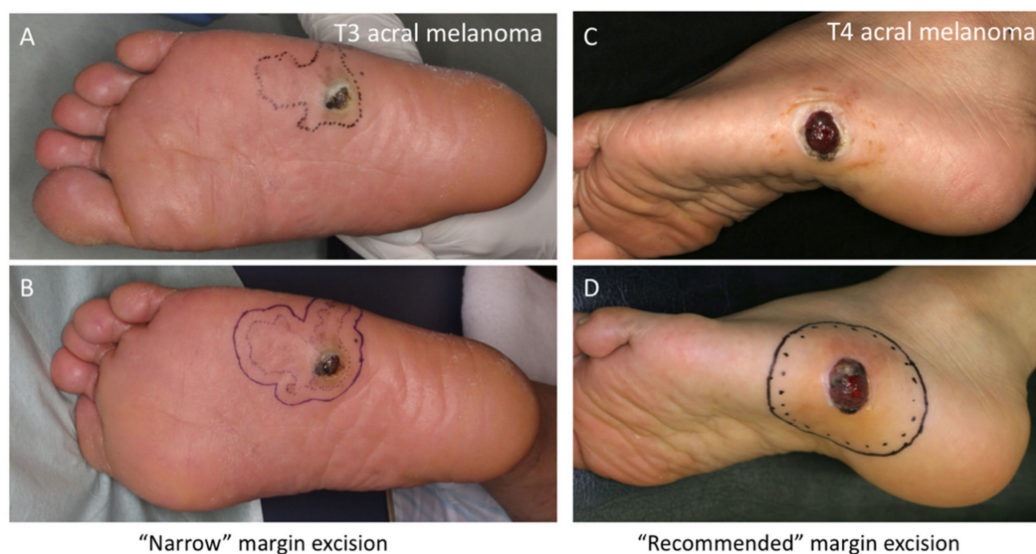 A
T3 acral melanoma
C
T4 acral melanoma
B
D
“Narrow” margin excision
“Recommended” margin excision